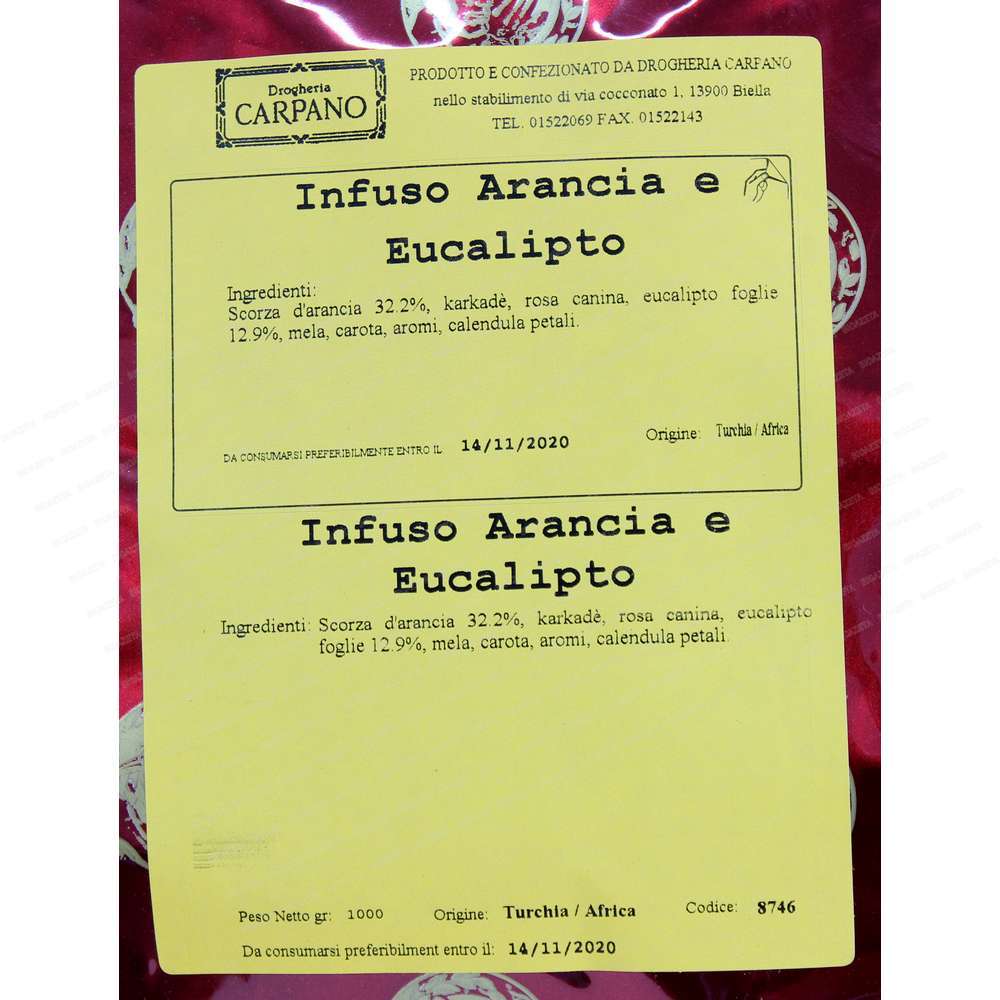 Drogheria
CARPANO
PRODOTTO E CONFEZIONATO DA DROGHERIA CARPANO
nello stabilimento di via cocconato 1, 13900 Biella
TEL. 01522069 FAX. 01522143
Infuso Arancia e
Eucalipto
Ingredienti:
Scorza d'arancia 32.2%, karkadè, rosa canina, eucalipto foglie
12.9%, mela, carota, aromi, calendula petali.
DA CONSUMARSI PREFERIBILMENTE ENTRO IL 14/11/2020 Origine: Turchia / Africa
Infuso Arancia e
Eucalipto
Ingredienti: Scorza d'arancia 32.2%, karkadè, rosa canina, eucalipto
foglie 12.9%, mela, carota, aromi, calendula petali.
Peso Netto gr: 1000 Origine: Turchia / Africa Codice: 8746
Da consumarsi preferibilment entro il: 14/11/2020